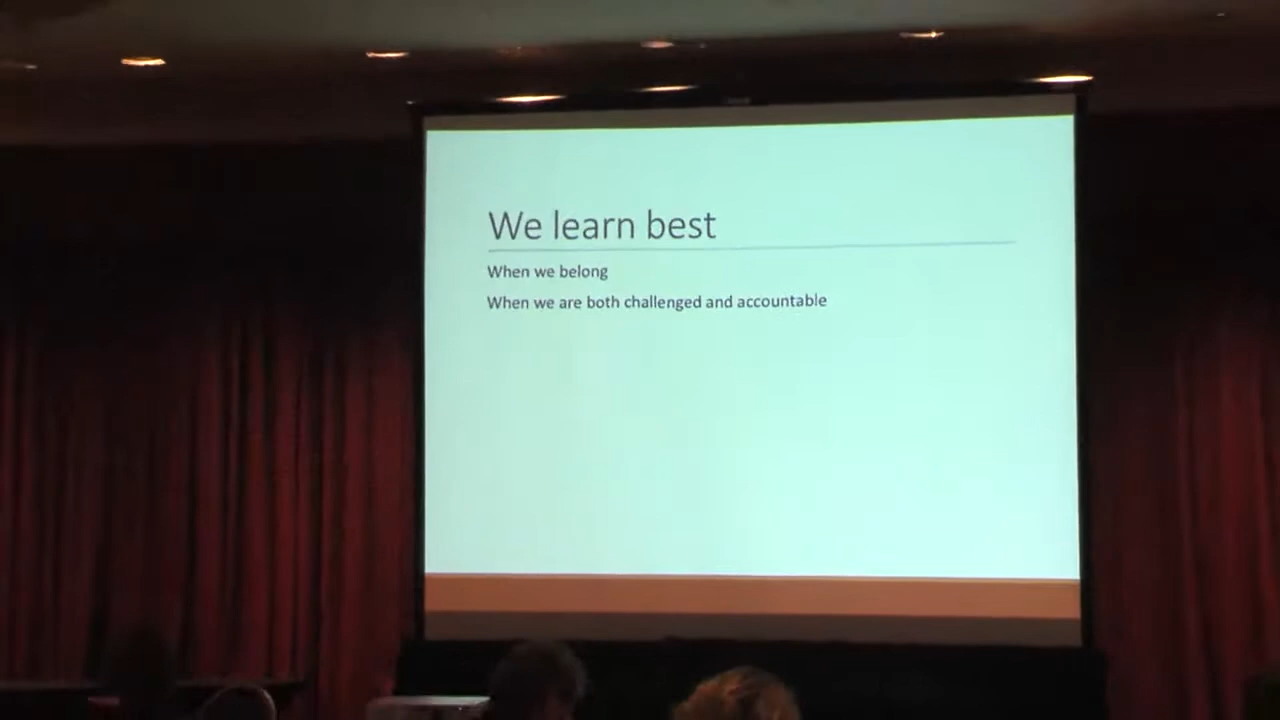 We learn best
When we belong
When we are both challenged and accountable